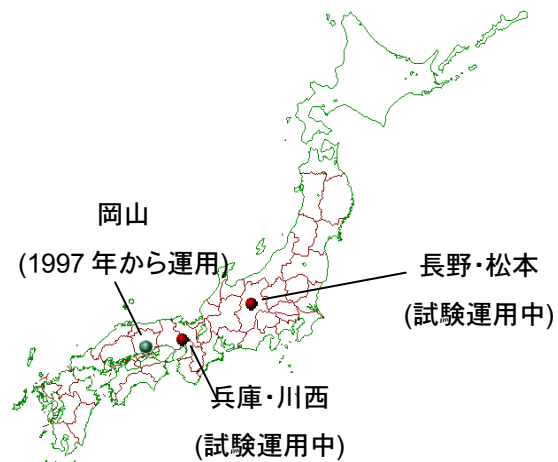 岡山
(1997 年から運用)
長野・松本
(試験運用中)
兵庫・川西
(試験運用中)